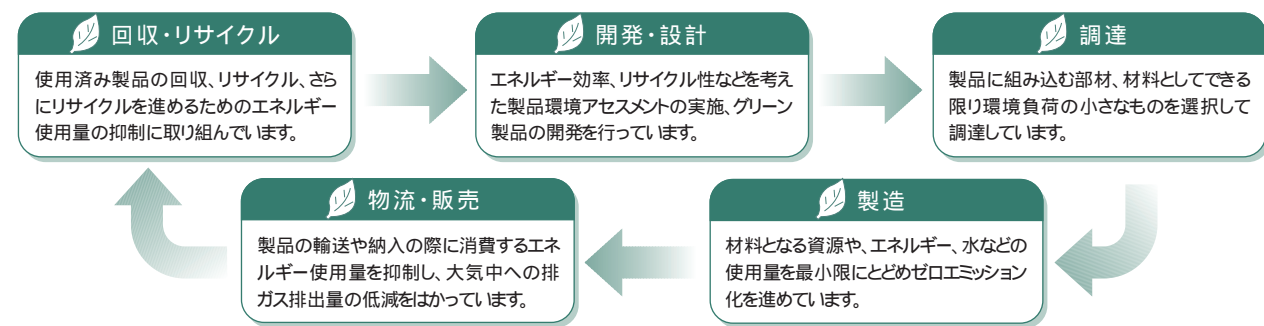 回収・リサイクル
使用済み製品の回収、リサイクル、さら
にリサイクルを進めるためのエネルギー
使用量の抑制に取り組んでいます。
開発・設計
エネルギー効率、リサイクル性などを考え
た製品環境アセスメントの実施、グリーン
製品の開発を行っています。
調達
製品に組み込む部材、材料としてできる
限り環境負荷の小さなものを選択して
調達しています。
製造
材料となる資源や、エネルギー、水などの
使用量を最小限にとどめゼロエミッション
化を進めています。
物流・販売
製品の輸送や納入の際に消費するエネ
ルギー使用量を抑制し、大気中への排
ガス排出量の低減をはかっています。